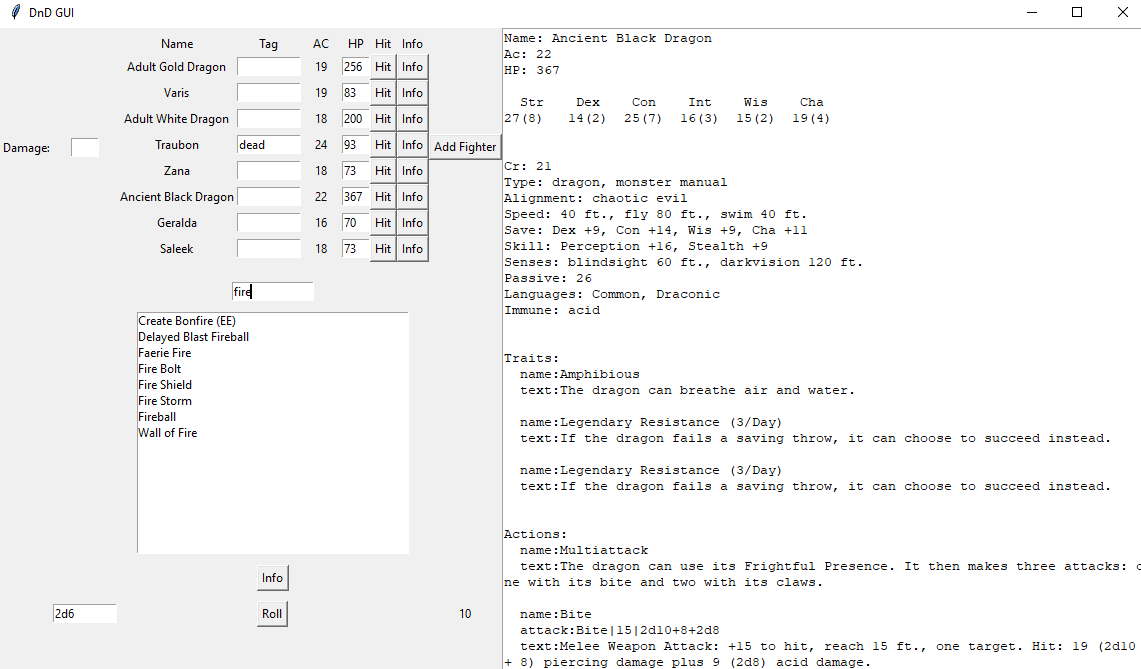 DnD GUI
Name Tag AC HP Hit Info
Adult Gold Dragon 19 256 Hit Info
Varis 19 83 Hit Info
Adult White Dragon 18 200 Hit Info
Damage: Traubon dead 24 93 Hit Info Add Fighter
Zana 18 73 Hit Info
Ancient Black Dragon 22 367 Hit Info
Geralda 16 70 Hit Info
Saleek 18 73 Hit Info
fire
Create Bonfire (EE)
Delayed Blast Fireball
Faerie Fire
Fire Bolt
Fire Shield
Fire Storm
Fireball
Wall of Fire
Info
2d6 Roll 10
Name: Ancient Black Dragon
Ac: 22
HP: 367
Str Dex Con Int Wis Cha
27(8) 14(2) 25(7) 16(3) 15(2) 19(4)
Cr: 21
Type: dragon, monster manual
Alignment: chaotic evil
Speed: 40 ft., fly 80 ft., swim 40 ft.
Save: Dex +9, Con +14, Wis +9, Cha +11
Skill: Perception +16, Stealth +9
Senses: blindsight 60 ft., darkvision 120 ft.
Passive: 26
Languages: Common, Draconic
Immune: acid
Traits:
name:Amphibious
text:The dragon can breathe air and water.
name:Legendary Resistance (3/Day)
text:If the dragon fails a saving throw, it can choose to succeed instead.
name:Legendary Resistance (3/Day)
text:If the dragon fails a saving throw, it can choose to succeed instead.
Actions:
name:Multiattack
text:The dragon can use its Frightful Presence. It then makes three attacks: o
ne with its bite and two with its claws.
name:Bite
attack:Bite|15|2d10+8+2d8
text:Melee Weapon Attack: +15 to hit, reach 15 ft., one target. Hit: 19 (2d10
+ 8) piercing damage plus 9 (2d8) acid damage.